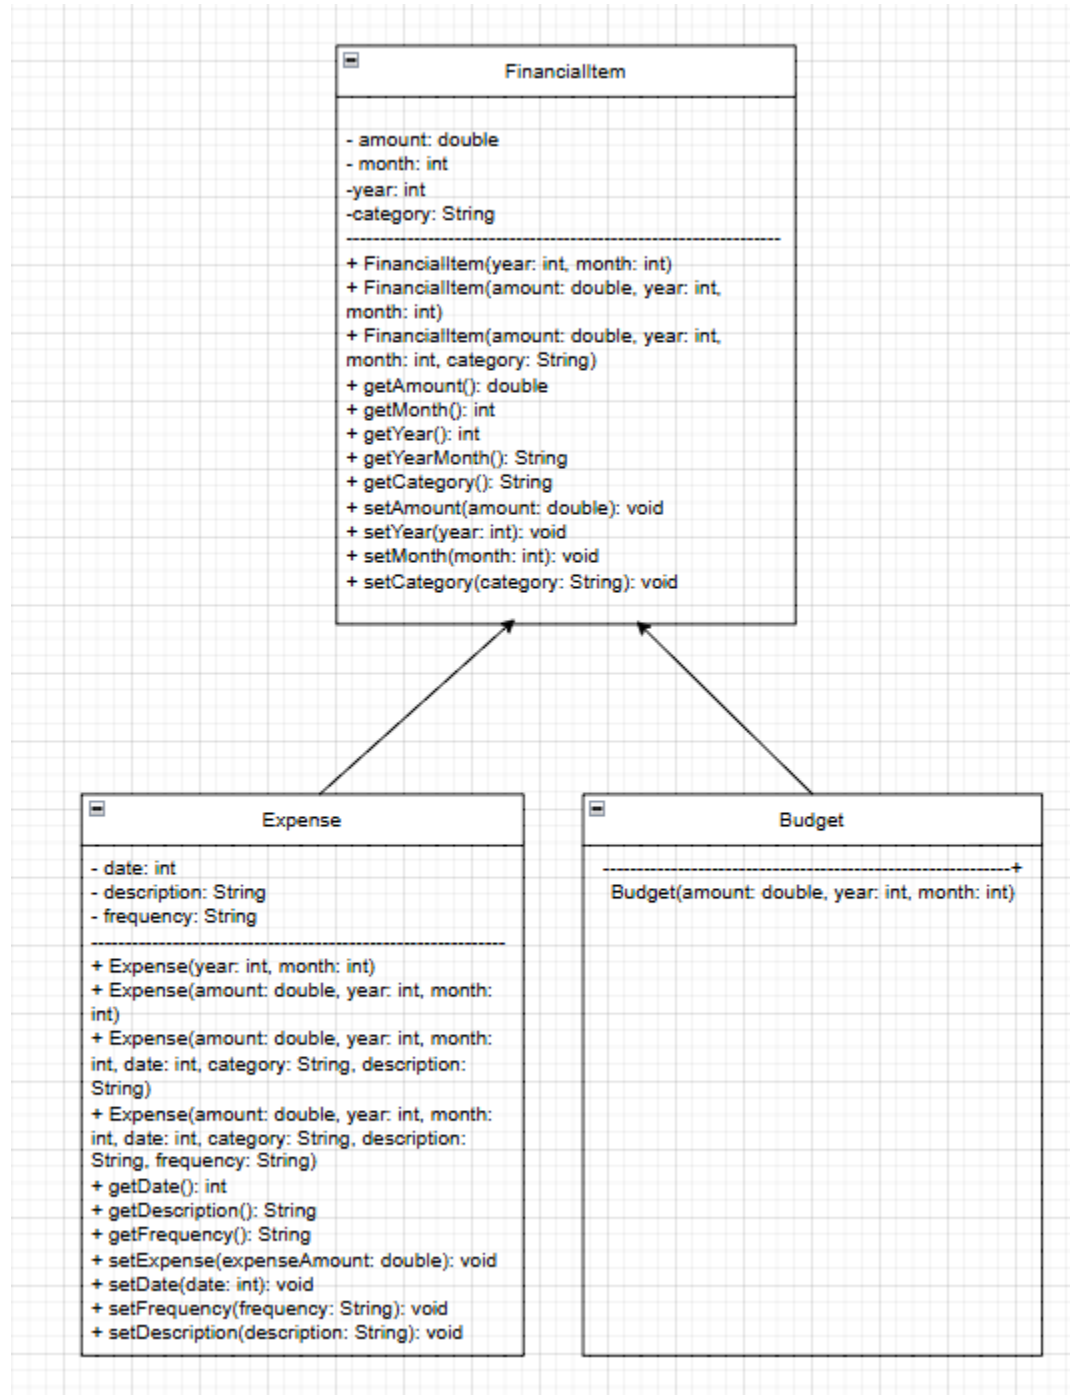 FinancialItem
- amount: double
- month: int
-year: int
-category: String
+ FinancialItem(year: int, month: int)
+ FinancialItem(amount: double, year: int,
month: int)
+ FinancialItem(amount: double, year: int,
month: int, category: String)
+ getAmount(): double
+ getMonth(): int
+ getYear(): int
+ getYearMonth(): String
+ getCategory(): String
+ setAmount(amount: double): void
+ setYear(year: int): void
+ setMonth(month: int): void
+ setCategory(category: String): void
Expense
- date: int
- description: String
- frequency: String
+ Expense(year: int, month: int)
+ Expense(amount: double, year: int, month:
int)
+ Expense(amount: double, year: int, month:
int, date: int, category: String, description:
String)
+ Expense(amount: double, year: int, month:
int, date: int, category: String, description:
String, frequency: String)
+ getDate(): int
+ getDescription(): String
+ getFrequency(): String
+ setExpense(expenseAmount: double): void
+ setDate(date: int): void
+ setFrequency(frequency: String): void
+ setDescription(description: String): void
Budget
+
Budget(amount: double, year: int, month: int)